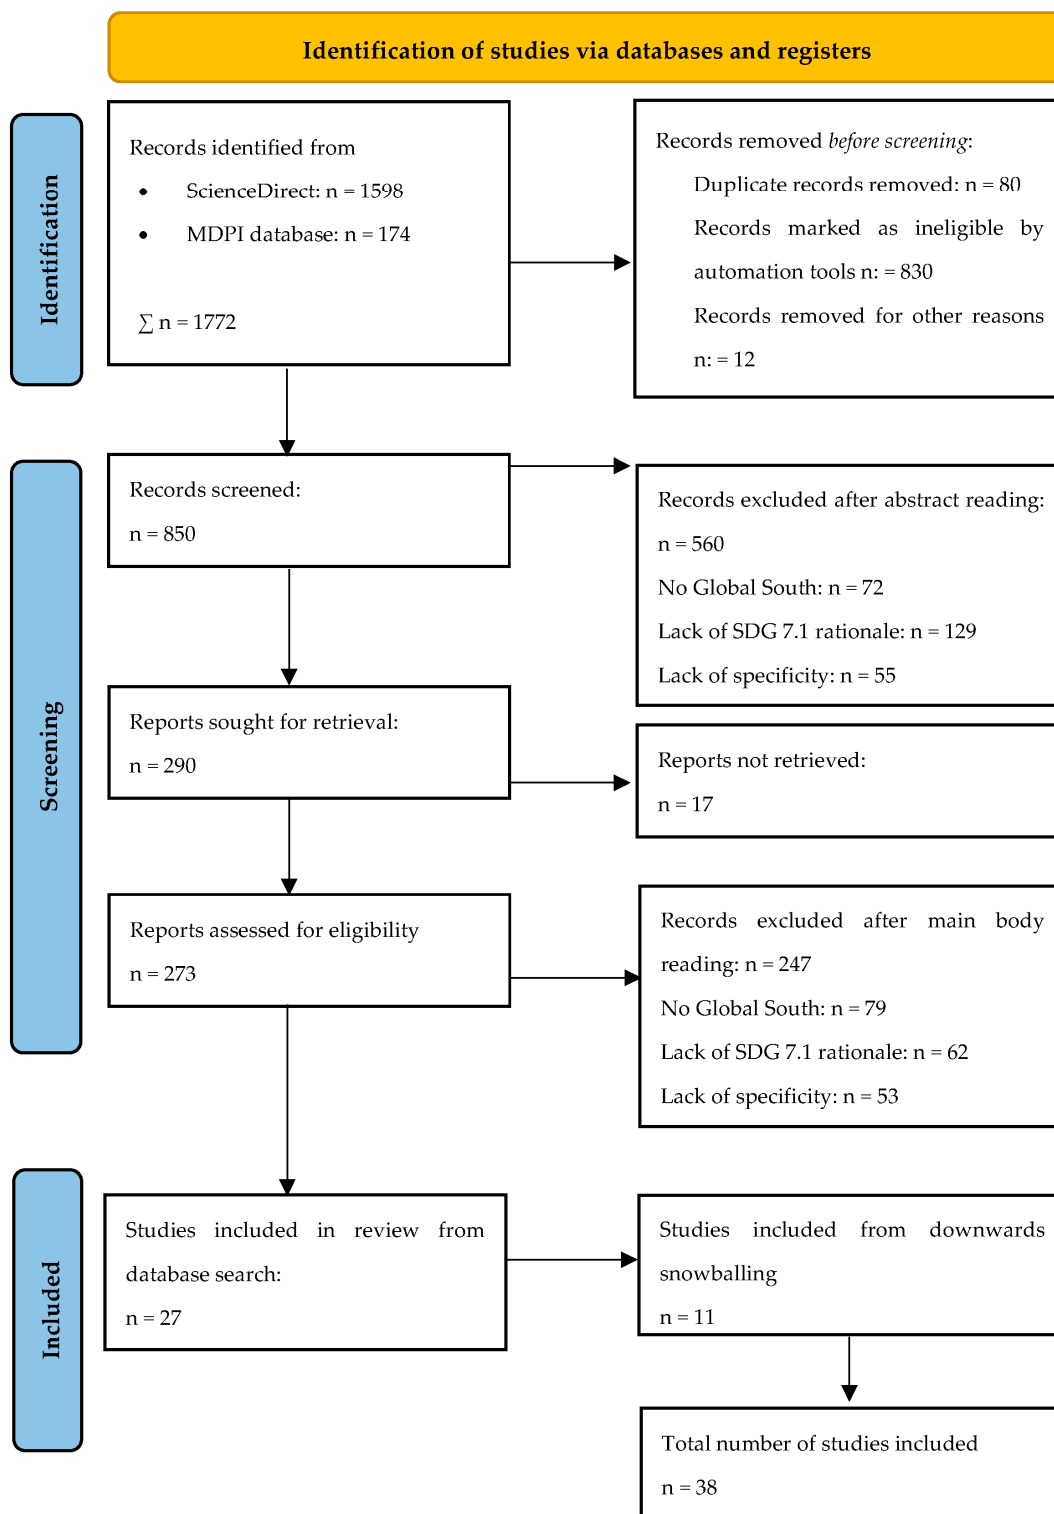 Identification of studies via databases and registers
Identification
Records identified from
• ScienceDirect: n = 1598
• MDPI database: n = 174
∑ n = 1772
Records removed before screening:
Duplicate records removed: n = 80
Records marked as ineligible by
automation tools n: = 830
Records removed for other reasons
n: = 12
Screening
Records screened:
n = 850
Records excluded after abstract reading:
n = 560
No Global South: n = 72
Lack of SDG 7.1 rationale: n = 129
Lack of specificity: n = 55
Reports sought for retrieval:
n = 290
Reports not retrieved:
n = 17
Reports assessed for eligibility
n = 273
Records excluded after main body
reading: n = 247
No Global South: n = 79
Lack of SDG 7.1 rationale: n = 62
Lack of specificity: n = 53
Included
Studies included in review from
database search:
n = 27
Studies included from downwards
snowballing
n = 11
Total number of studies included
n = 38